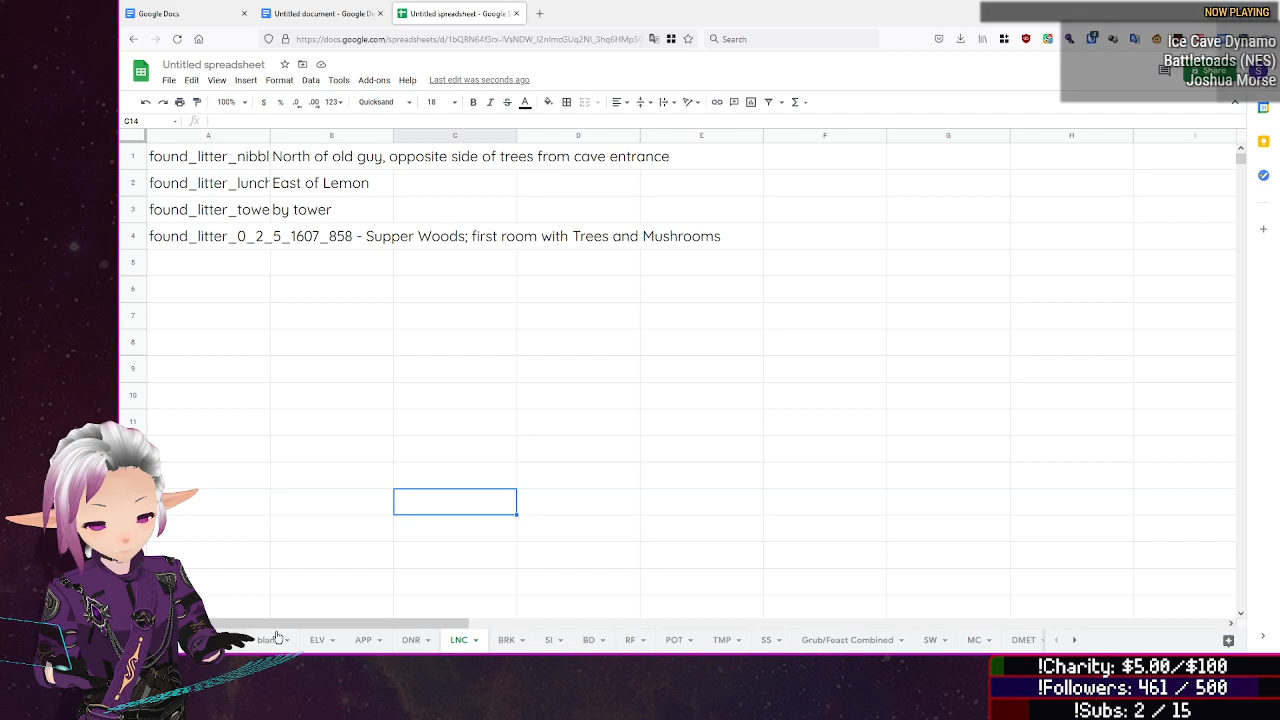 Google Docs
Untitled document - Google Do
Untitled spreadsheet - Google S
NOW PLAYING
Ice Cave Dynamo
Battletoads (NES)
Joshua Morse
Search
Untitled spreadsheet
File Edit View Insert Format Data Tools Add-ons Help Last edit was seconds ago
Share
100% $ % .0 .00 123 Quicksand 18
C14
A B C D E F G H I
1 found_litter_nibbl North of old guy, opposite side of trees from cave entrance
2 found_litter_lunch East of Lemon
3 found_litter_towe by tower
4 found_litter_0_2_5_1607_858 - Supper Woods; first room with Trees and Mushrooms
5
6
7
8
9
10
11
ELV APP DNR LNC BRK SI BD RF POT TMP SS Grub/Feast Combined SW MC DMET
!Charity: $5.00/$100
!Followers: 461 / 500
!Subs: 2 / 15